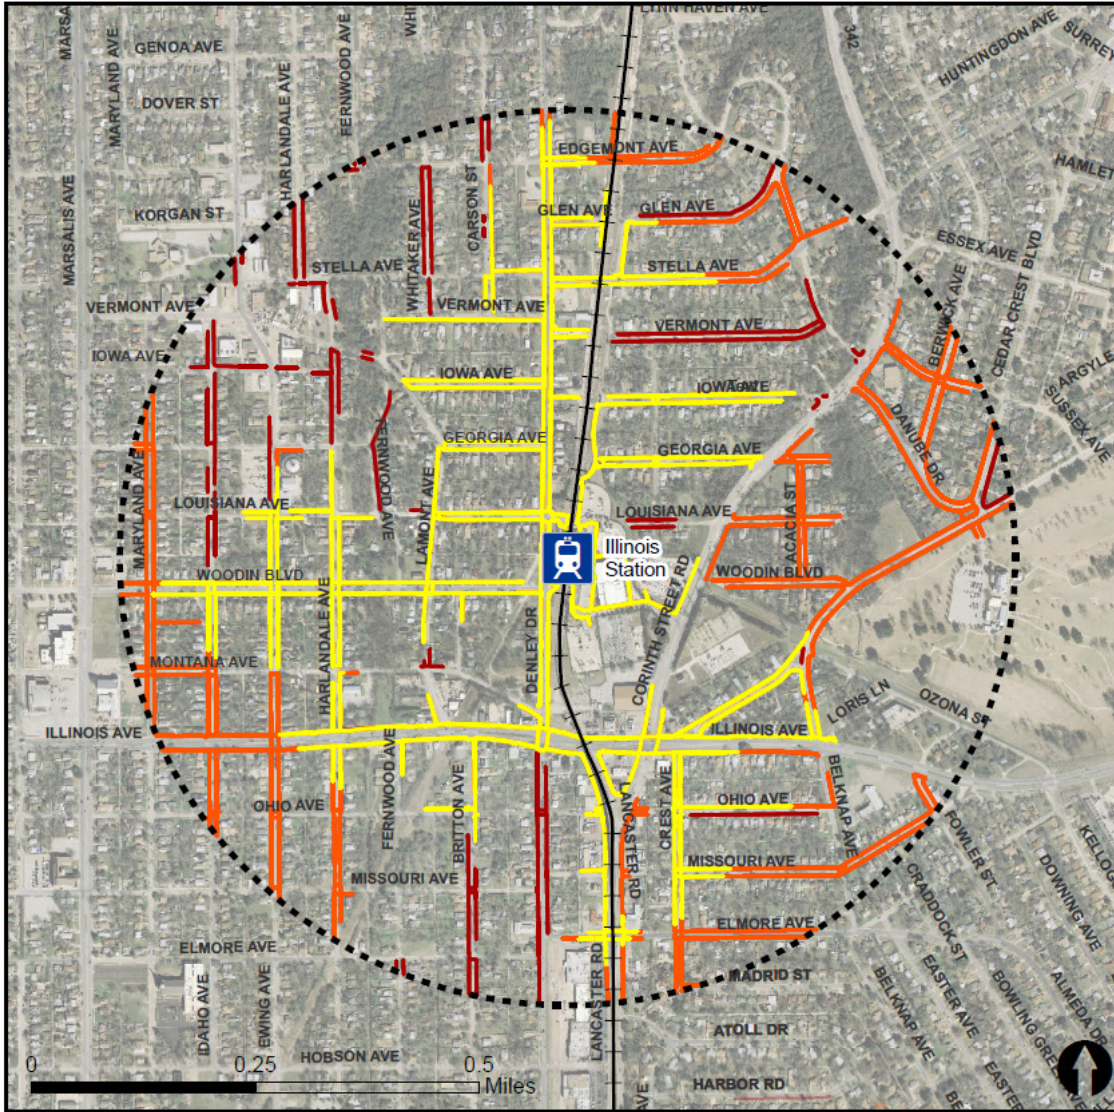 LYNN HAVEN AVE
MARSA
GENOA AVE
MARYLAND AVE
FERNWOOD AVE
WHI
342
HUNTINGDON AVE
SURREY
DOVER ST
HARLANDALE AVE
EDGEMONT AVE
HAMLET
MARSALIS AVE
KORGAN ST
WHITAKER AVE
CARSON ST
GLEN AVE
GLEN AVE
ESSEX AVE
CEDAR CREST BLVD
STELLA AVE
STELLA AVE
BERWICK AVE
VERMONT AVE
VERMONT AVE
VERMONT AVE
IOWA AVE
IOWA AVE
IOWA AVE
ARGYLE
SUSSEX AVE
DANUBE DR
GEORGIA AVE
GEORGIA AVE
FERNWOOD AVE
MARYLAND AVE
LOUISIANA AVE
LAMONT AVE
LOUISIANA AVE
ACACIA ST
Illinois
Station
WOODIN BLVD
WOODIN BLVD
HARLANDALE AVE
DENLEY DR
CORINTH STREET RD
MONTANA AVE
LORIS LN
OZONA ST
ILLINOIS AVE
ILLINOIS AVE
FERNWOOD AVE
BRITTON AVE
LANCASTER RD
CREST AVE
BELKNAP AVE
OHIO AVE
OHIO AVE
FOWLER ST
KELLOG
MISSOURI AVE
MISSOURI AVE
CRADDOCK ST
DOWNING AVE
ELMORE AVE
ELMORE AVE
IDAHO AVE
EWING AVE
LANCASTER RD
MADRID ST
BELKNAP AVE
EASTER AVE
BOWLING GREEN
ALMEDA DR
ATOLL DR
HOBSON AVE
EASTER
HARBOR RD
AVE
BE
0
0.25
0.5
Miles